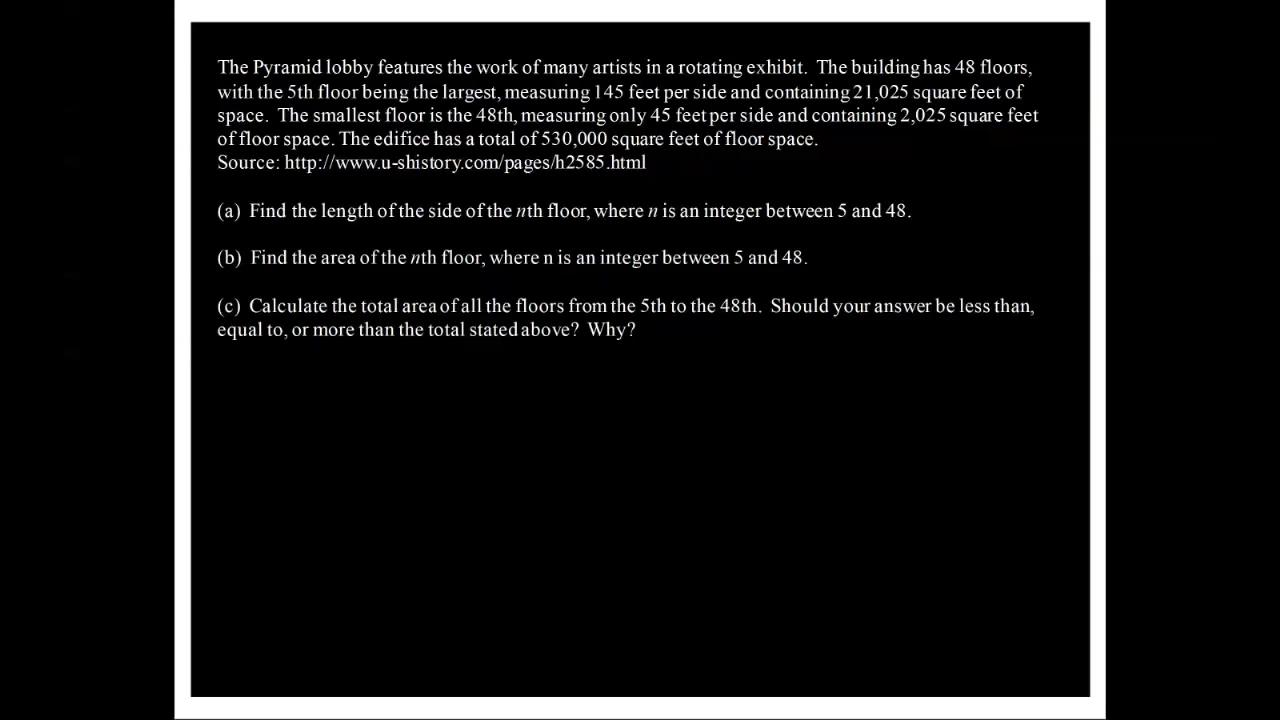 The Pyramid lobby features the work of many artists in a rotating exhibit.  The building has 48 floors,
with the 5th floor being the largest, measuring 145 feet per side and containing 21,025 square feet of
space.  The smallest floor is the 48th, measuring only 45 feet per side and containing 2,025 square feet
of floor space. The edifice has a total of 530,000 square feet of floor space.
Source: http://www.u-shistory.com/pages/h2585.html
(a)  Find the length of the side of the nth floor, where n is an integer between 5 and 48.
(b)  Find the area of the nth floor, where n is an integer between 5 and 48.
(c)  Calculate the total area of all the floors from the 5th to the 48th.  Should your answer be less than,
equal to, or more than the total stated above?  Why?